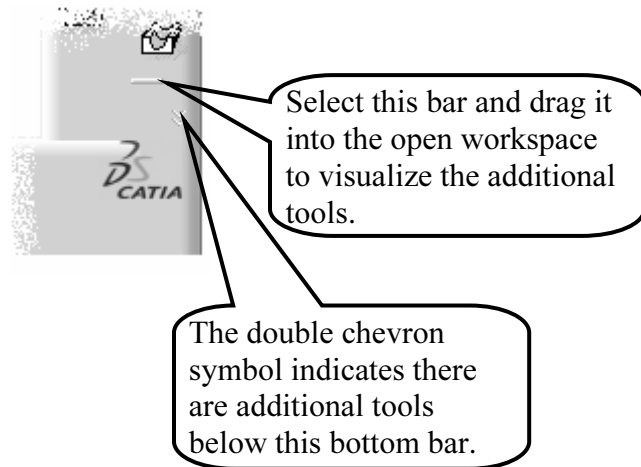 Select this bar and drag it
into the open workspace
to visualize the additional
tools.
DS
CATIA
The double chevron
symbol indicates there
are additional tools
below this bottom bar.